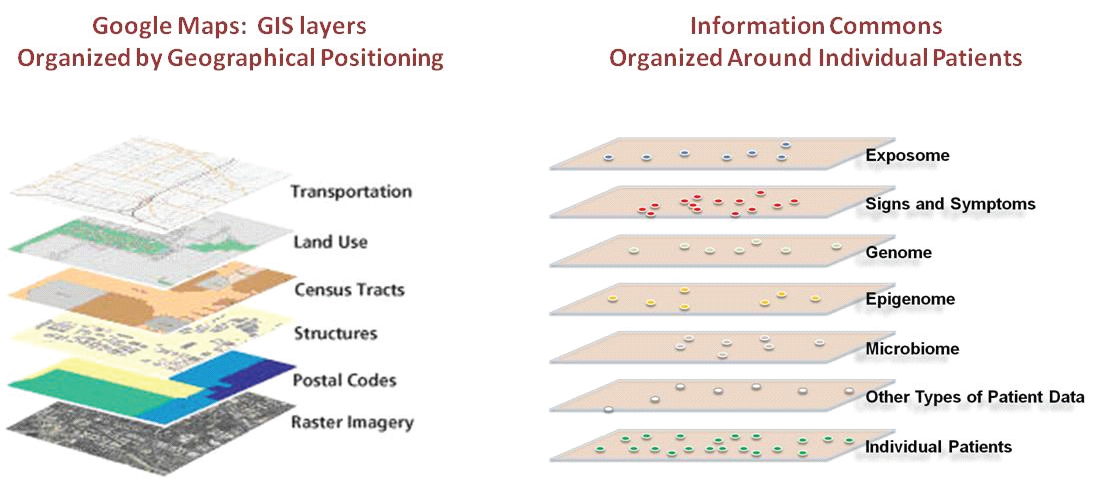 Google Maps: GIS layers
Organized by Geographical Positioning
Transportation
Land Use
Census Tracts
Structures
Postal Codes
Raster Imagery
Information Commons
Organized Around Individual Patients
Exposome
Signs and Symptoms
Genome
Epigenome
Microbiome
Other Types of Patient Data
Individual Patients